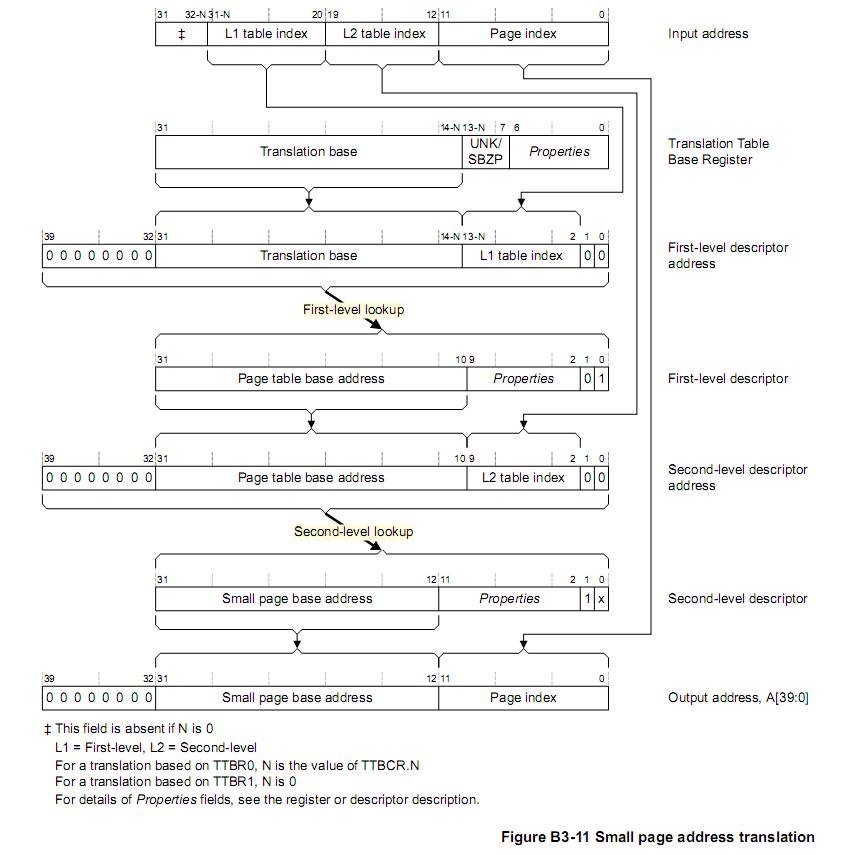 31 32-N 31-N 20 19 12 11 0
‡ L1 table index L2 table index Page index Input address
31 14-N 13-N 7 6 0
Translation base UNK/ SBZP Properties Translation Table Base Register
39 32 31 14-N 13-N 2 1 0
0 0 0 0 0 0 0 0 Translation base L1 table index 0 0 First-level descriptor address
First-level lookup
31 10 9 2 1 0
Page table base address Properties 0 1 First-level descriptor
39 32 31 10 9 2 1 0
0 0 0 0 0 0 0 0 Page table base address L2 table index 0 0 Second-level descriptor address
Second-level lookup
31 12 11 2 1 0
Small page base address Properties 1 x Second-level descriptor
39 32 31 12 11 0
0 0 0 0 0 0 0 0 Small page base address Page index Output address, A[39:0]
‡ This field is absent if N is 0
L1 = First-level, L2 = Second-level
For a translation based on TTBR0, N is the value of TTBCR.N
For a translation based on TTBR1, N is 0
For details of Properties fields, see the register or descriptor description.
Figure B3-11 Small page address translation